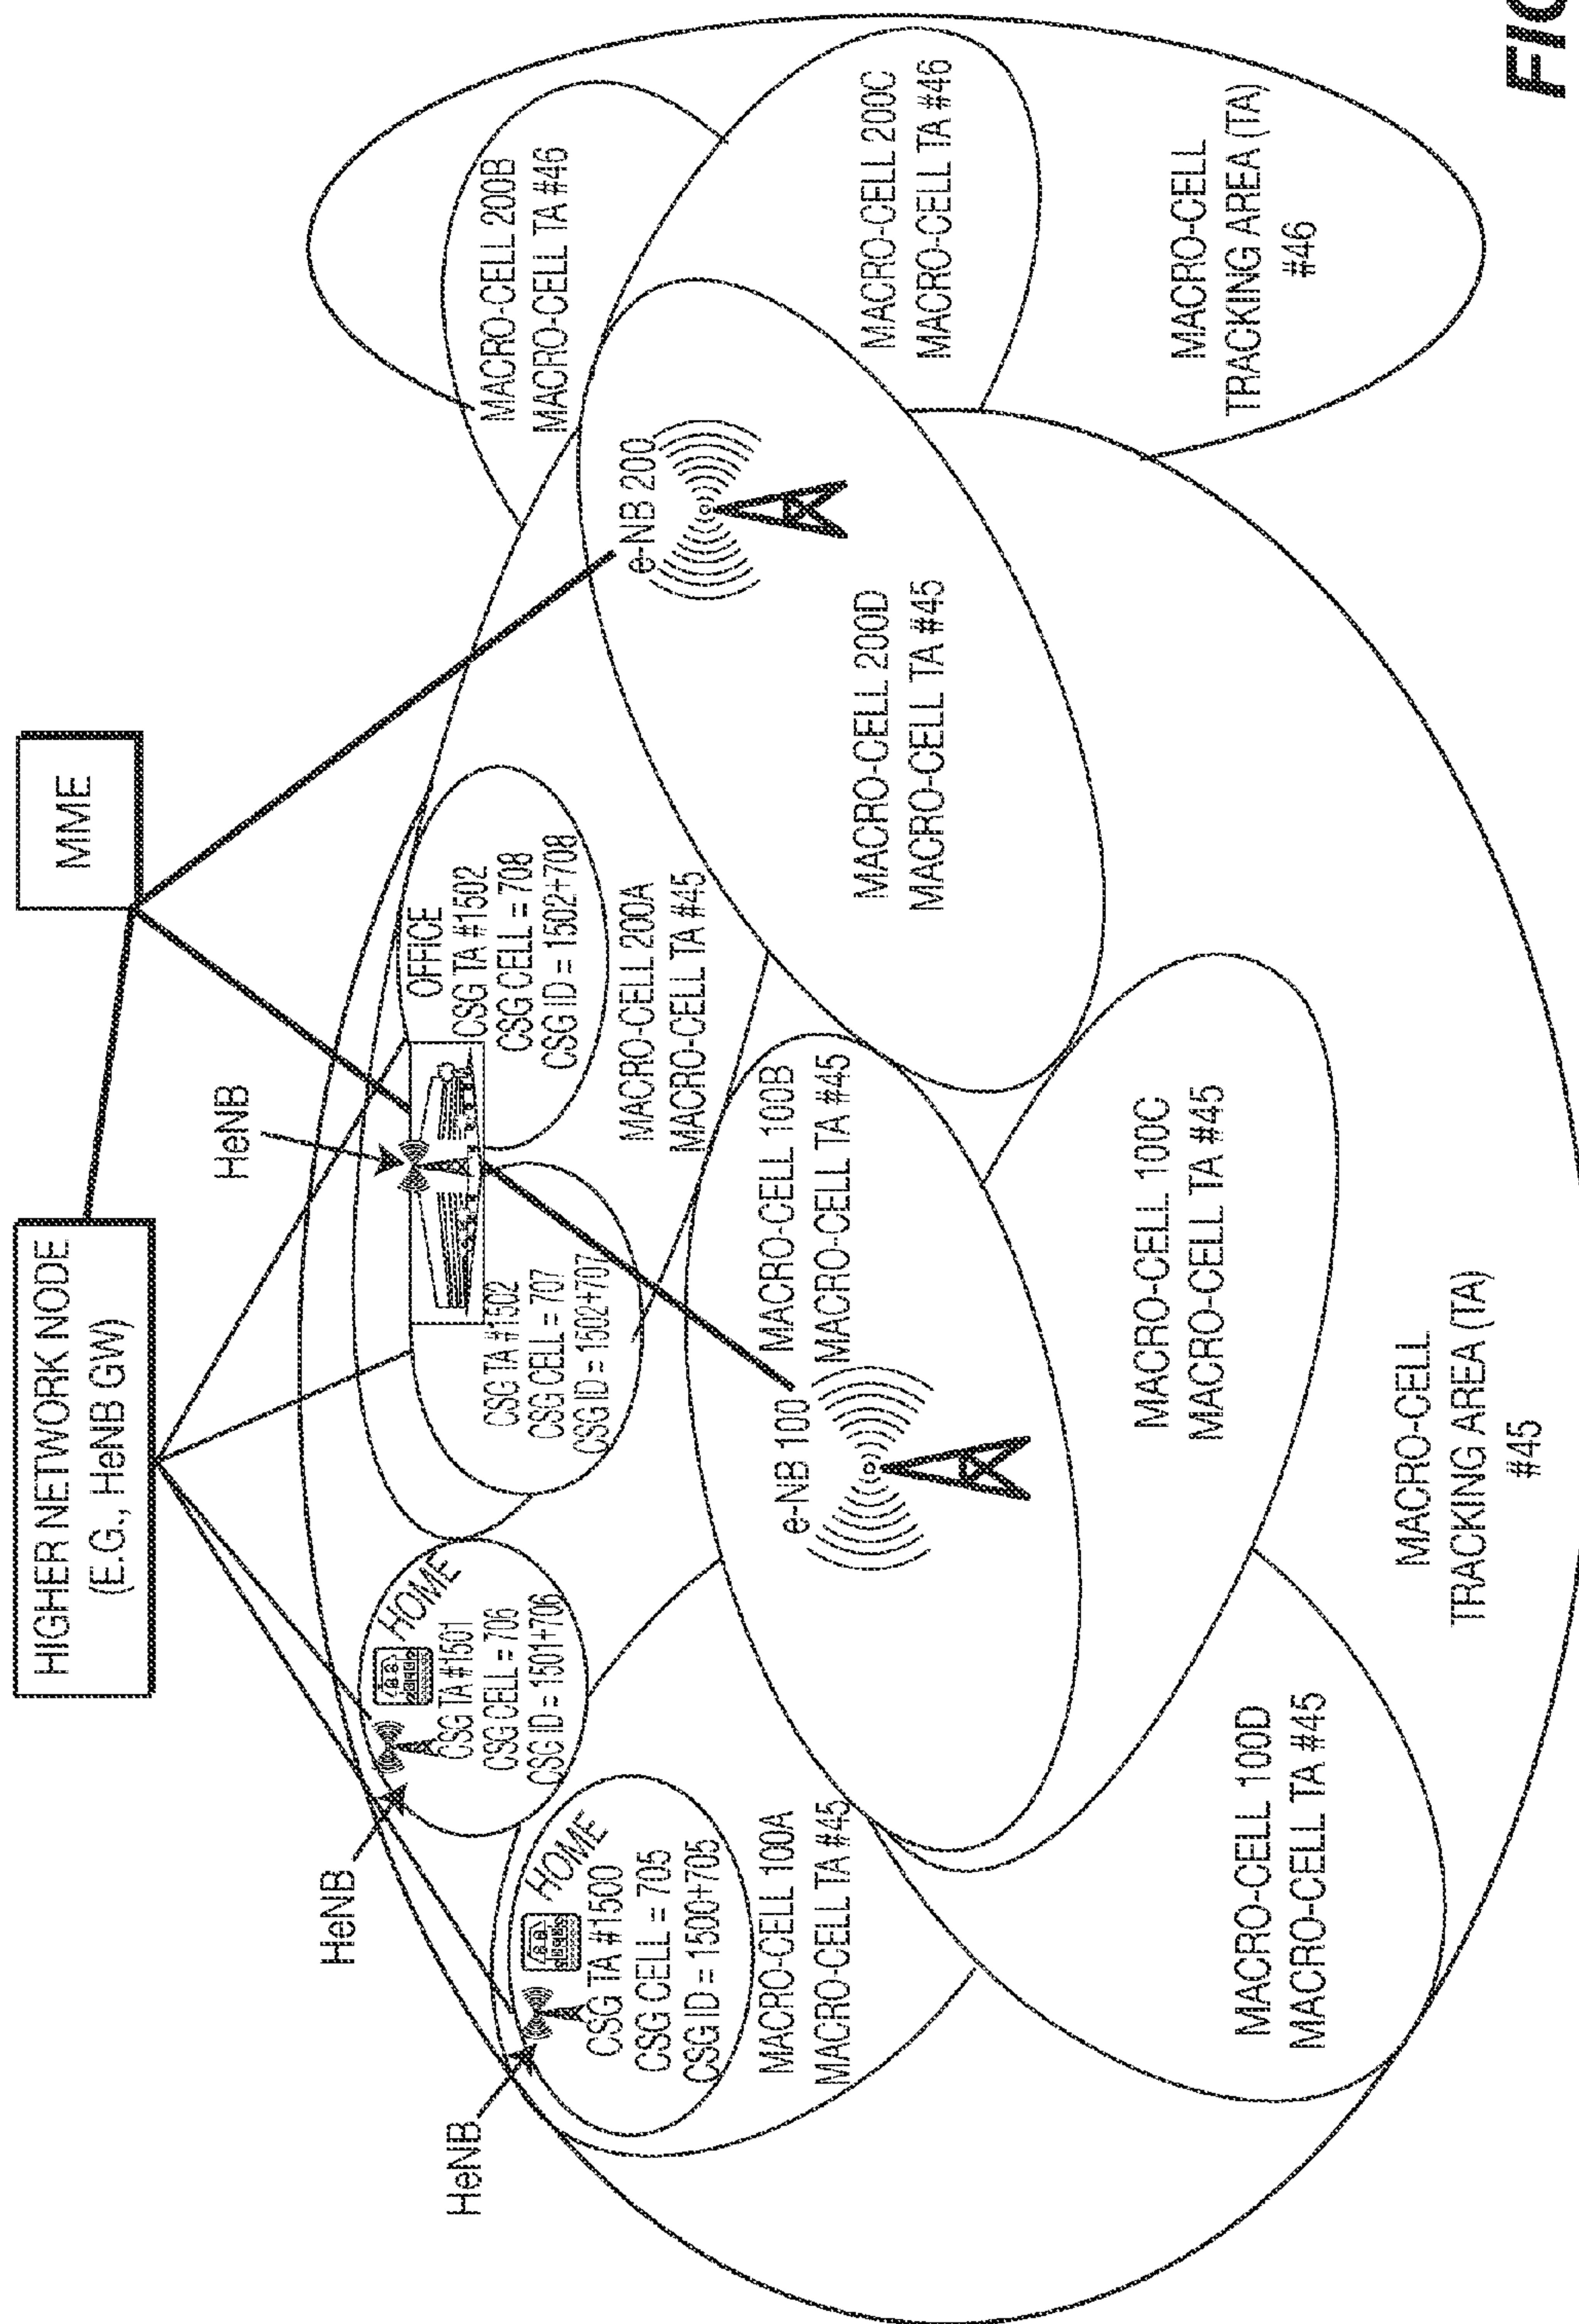 HIGHER NETWORK NODE
(E.G., HeNB GW)
MME
HeNB
HeNB
HeNB
HOME
CSG TA #1500
CSG CELL = 705
CSG ID = 1500+705
HOME
CSG TA #1501
CSG CELL = 706
CSG ID = 1501+706
CSG TA #1502
CSG CELL = 707
CSG ID = 1502+707
OFFICE
CSG TA #1502
CSG CELL = 708
CSG ID = 1502+708
MACRO-CELL 100A
MACRO-CELL TA #45
MACRO-CELL 200A
MACRO-CELL TA #45
MACRO-CELL 200B
MACRO-CELL TA #46
e-NB 100
MACRO-CELL 100B
MACRO-CELL TA #45
e-NB 200
MACRO-CELL 200D
MACRO-CELL TA #45
MACRO-CELL 200C
MACRO-CELL TA #46
MACRO-CELL 100C
MACRO-CELL TA #45
MACRO-CELL 100D
MACRO-CELL TA #45
MACRO-CELL
TRACKING AREA (TA)
#45
MACRO-CELL
TRACKING AREA (TA)
#46